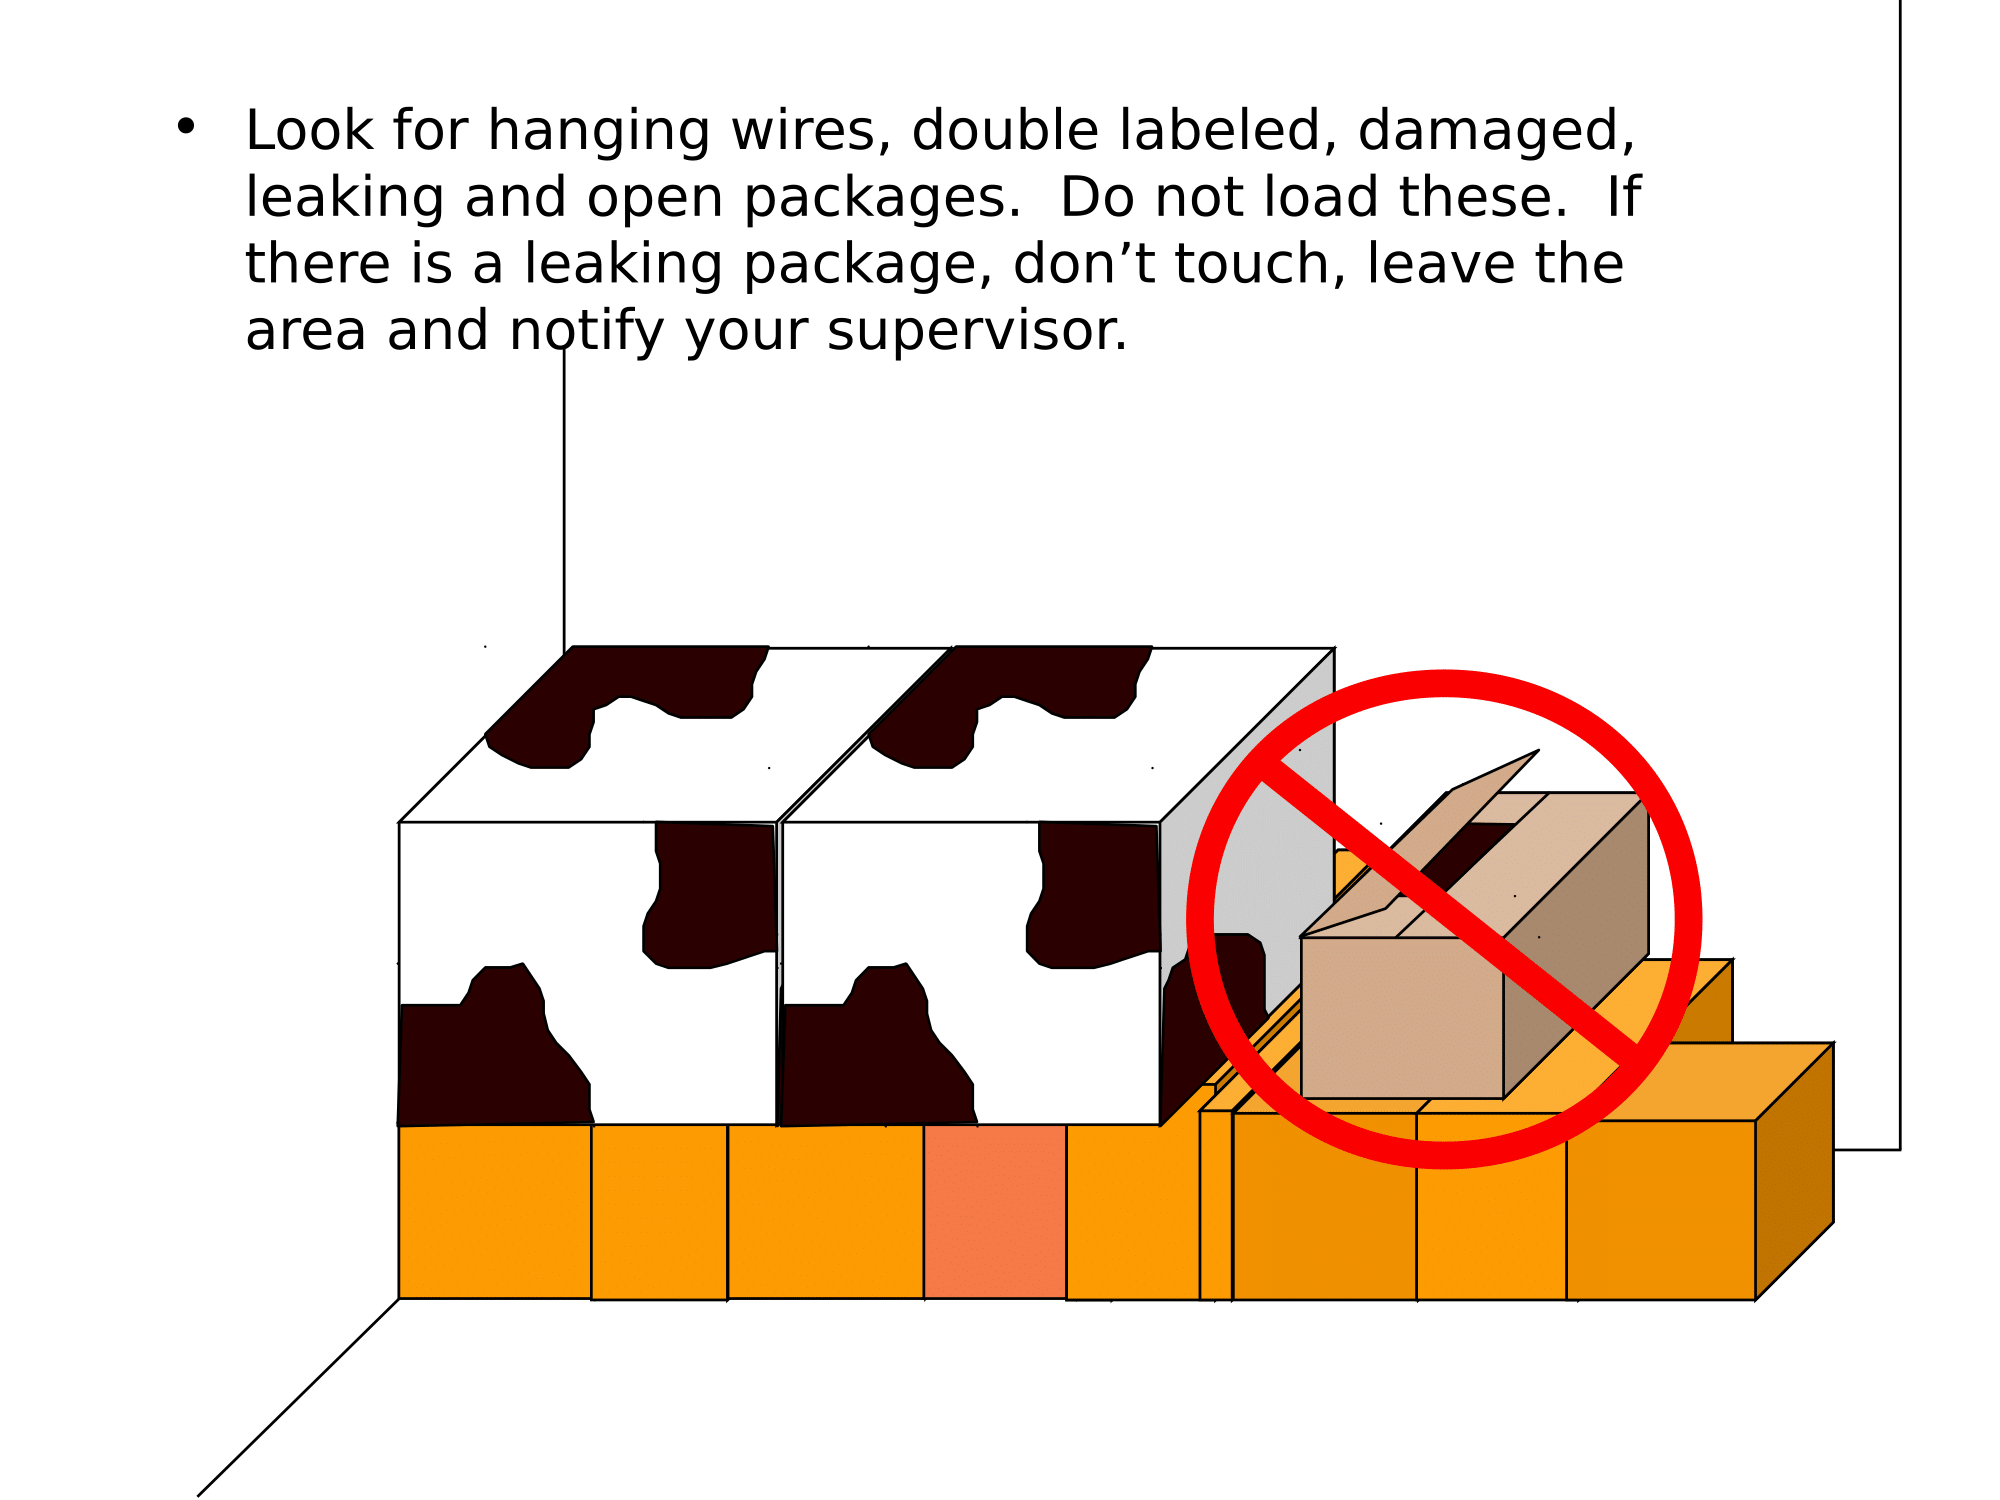 • Look for hanging wires, double labeled, damaged,
leaking and open packages.  Do not load these.  If
there is a leaking package, don’t touch, leave the
area and notify your supervisor.